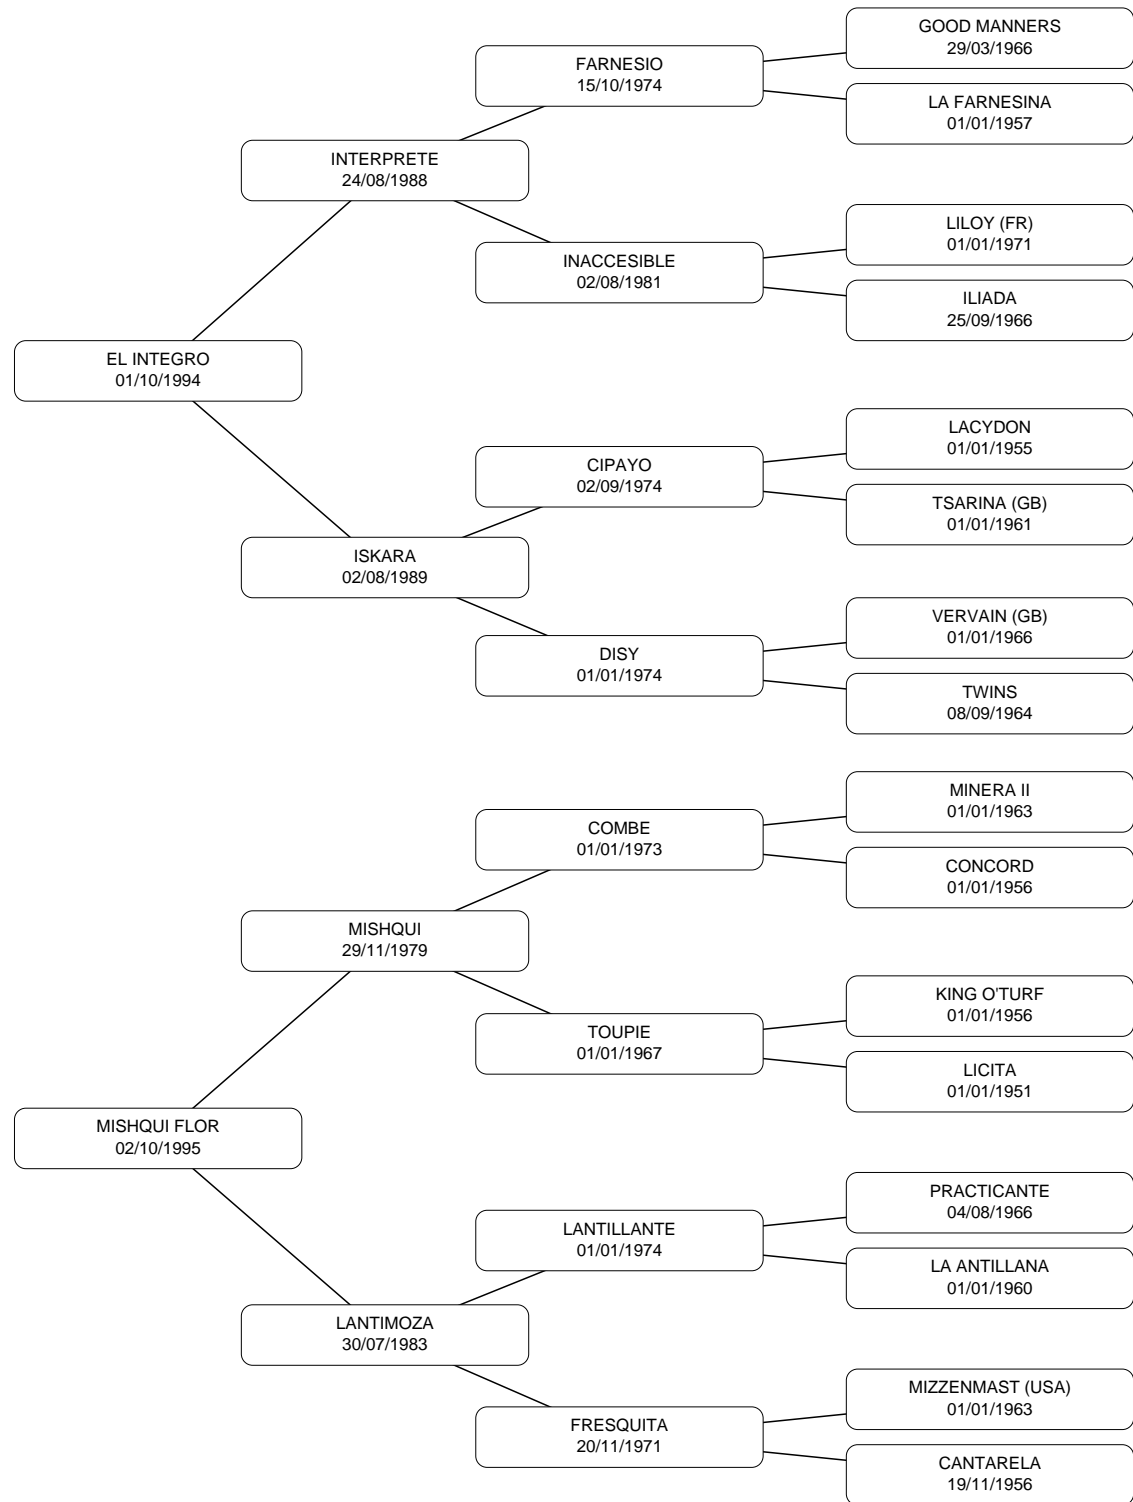 GOOD MANNERS
29/03/1966
FARNESIO
15/10/1974
LA FARNESINA
01/01/1957
INTERPRETE
24/08/1988
LILOY (FR)
01/01/1971
INACCESIBLE
02/08/1981
ILIADA
25/09/1966
EL INTEGRO
01/10/1994
LACYDON
01/01/1955
CIPAYO
02/09/1974
TSARINA (GB)
01/01/1961
ISKARA
02/08/1989
VERVAIN (GB)
01/01/1966
DISY
01/01/1974
TWINS
08/09/1964
MINERA II
01/01/1963
COMBE
01/01/1973
CONCORD
01/01/1956
MISHQUI
29/11/1979
KING O'TURF
01/01/1956
TOUPIE
01/01/1967
LICITA
01/01/1951
MISHQUI FLOR
02/10/1995
PRACTICANTE
04/08/1966
LANTILLANTE
01/01/1974
LA ANTILLANA
01/01/1960
LANTIMOZA
30/07/1983
MIZZENMAST (USA)
01/01/1963
FRESQUITA
20/11/1971
CANTARELA
19/11/1956